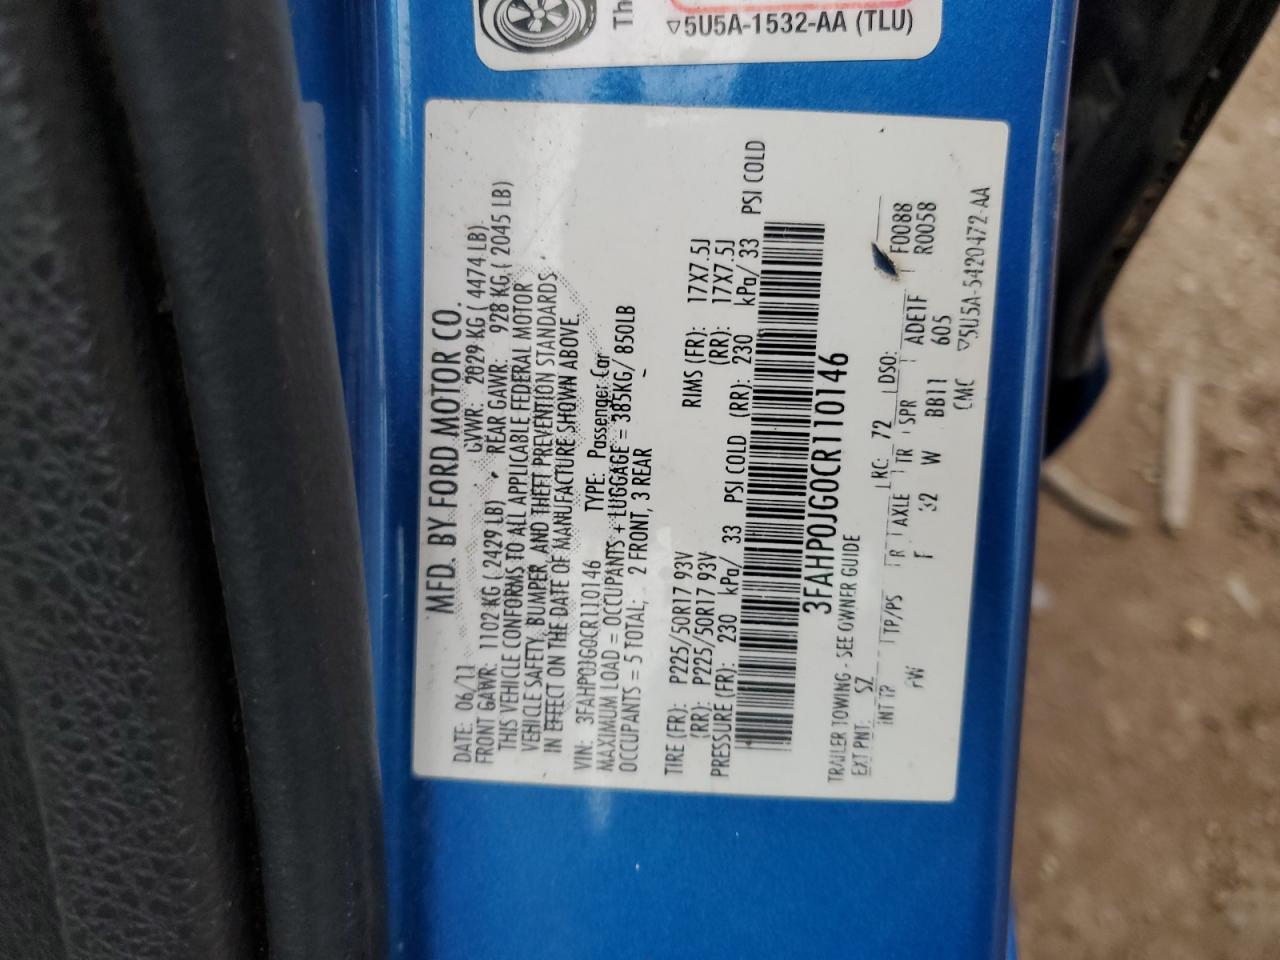 Th
▽5U5A-1532-AA (TLU)
MFD. BY FORD MOTOR CO.
DATE: 06/11 GVWR: 2029 KG ( 4474 LB)
FRONT GAWR: 1102 KG ( 2429 LB) REAR GAWR: 928 KG ( 2045 LB)
THIS VEHICLE CONFORMS TO ALL APPLICABLE FEDERAL MOTOR
VEHICLE SAFETY, BUMPER, AND THEFT PREVENTION STANDARDS
IN EFFECT ON THE DATE OF MANUFACTURE SHOWN ABOVE.
VIN: 3FAHP0JG0CR110146 TYPE: Passenger Car
MAXIMUM LOAD = OCCUPANTS + LUGGAGE = 385KG/ 850LB
OCCUPANTS = 5 TOTAL; 2 FRONT, 3 REAR -
TIRE (FR): P225/50R17 93V RIMS (FR): 17X7.5J
(RR): P225/50R17 93V (RR): 17X7.5J
PRESSURE (FR): 230 kPa/ 33 PSI COLD (RR): 230 kPa/ 33 PSI COLD
3FAHP0JG0CR110146
TRAILER TOWING - SEE OWNER GUIDE
EXT PNT: SZ RC: 72 DSO:
INT TP TP/PS R AXLE TR SPR ADE1F F0088
FW F 32 W BB11 605 R0058
CMC ▽5U5A-5420472-AA